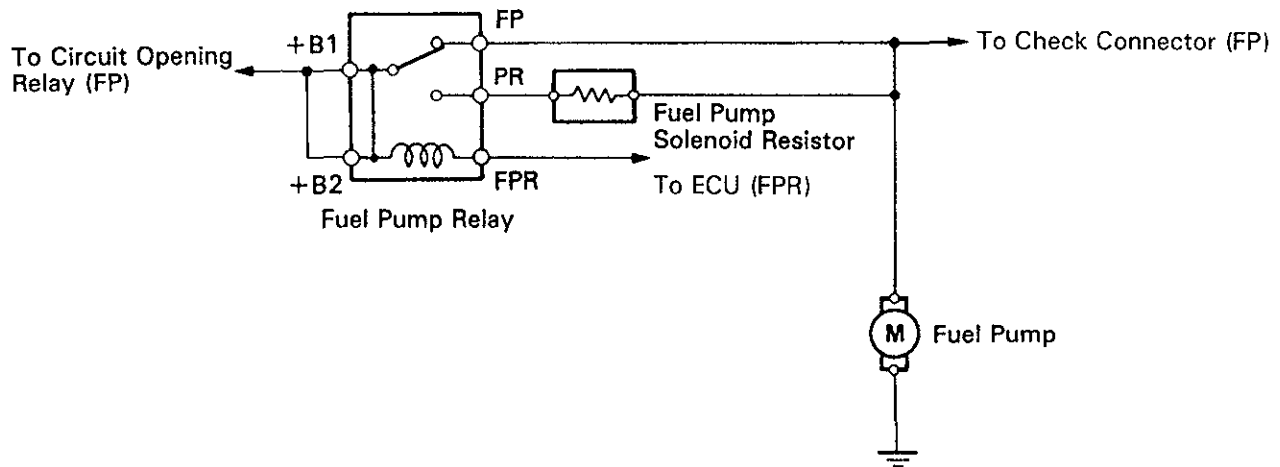 FP
+B1
To Circuit Opening
Relay (FP)
To Check Connector (FP)
PR
Fuel Pump
Solenoid Resistor
+B2
FPR
To ECU (FPR)
Fuel Pump Relay
M
Fuel Pump